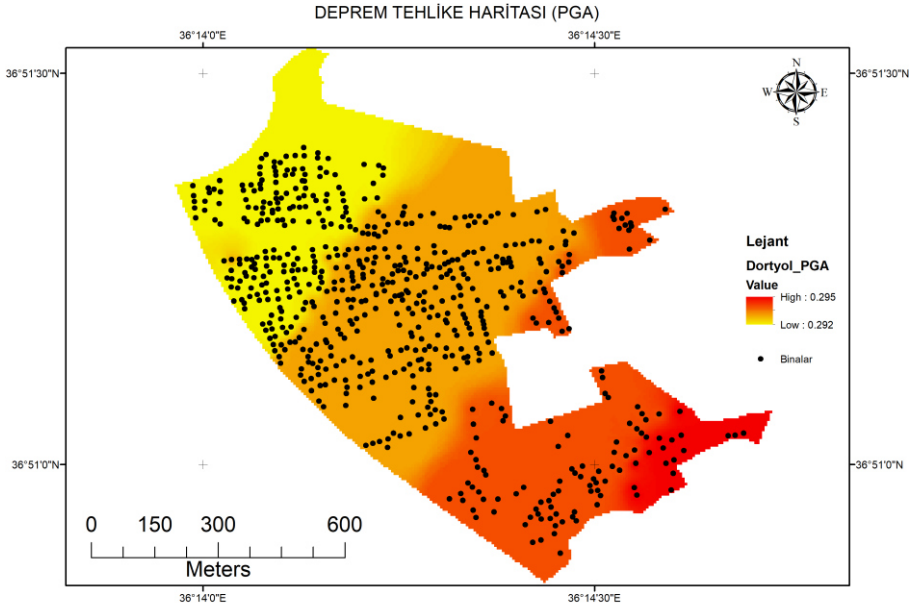 DEPREM TEHLİKE HARİTASI (PGA)
36°14'0"E
36°14'30"E
36°51'30"N
36°51'30"N
N
W
E
S
Lejant
Dortyol_PGA
Value
High : 0.295
Low : 0.292
Binalar
36°51'0"N
36°51'0"N
0 150 300 600
Meters
36°14'0"E
36°14'30"E